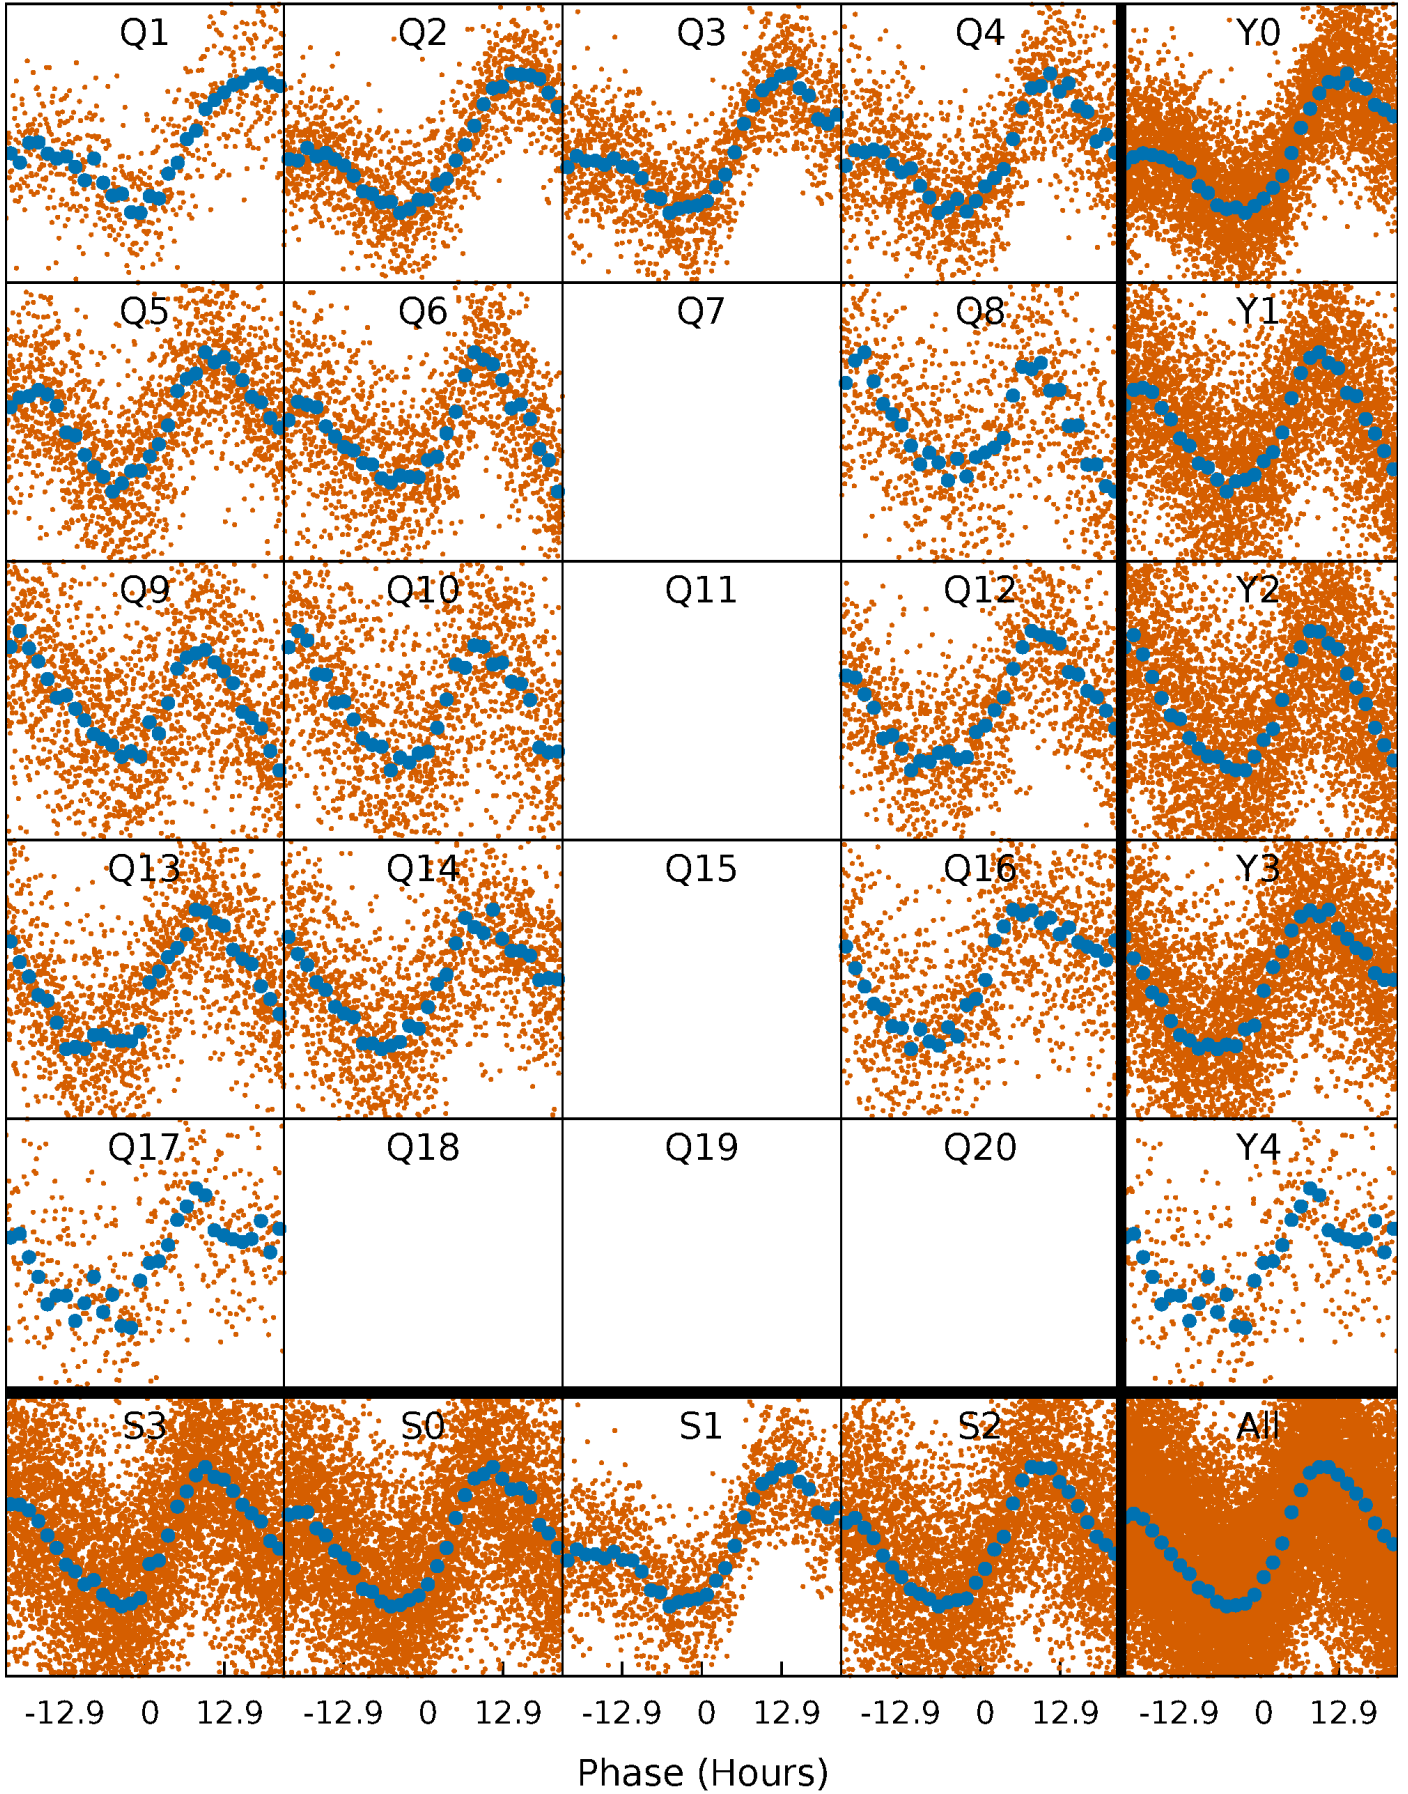 Q1 Q2 Q3 Q4 Y0
Q5 Q6 Q7 Q8 Y1
Q9 Q10 Q11 Q12 Y2
Q13 Q14 Q15 Q16 Y3
Q17 Q18 Q19 Q20 Y4
S3 S0 S1 S2 All
-12.9 0 12.9 -12.9 0 12.9 -12.9 0 12.9 -12.9 0 12.9 -12.9 0 12.9
Phase (Hours)